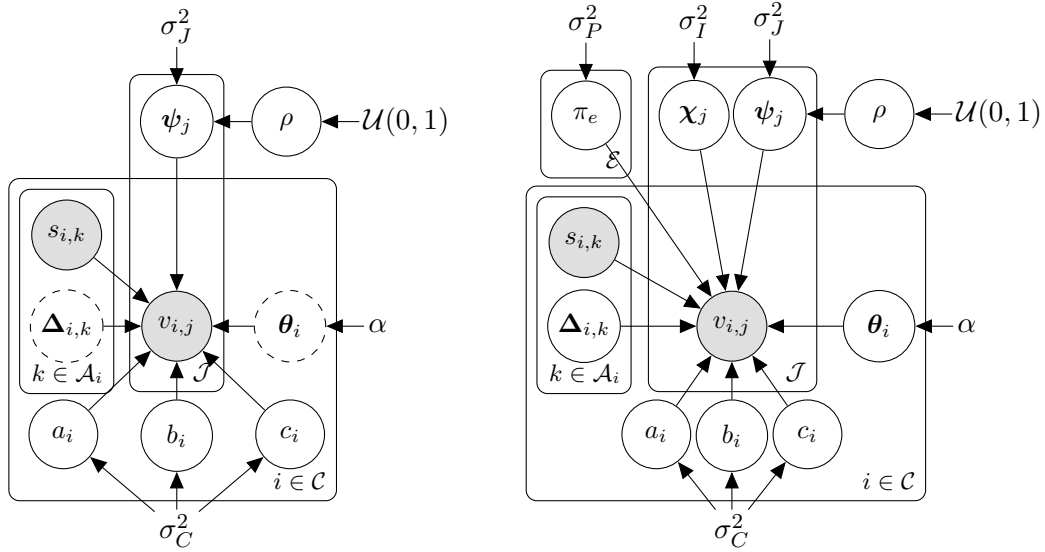 σ_J^2
ψ_j
ρ
𝒰(0, 1)
s_{i,k}
Δ_{i,k}
v_{i,j}
θ_i
α
k ∈ 𝒜_i
𝒥
a_i
b_i
c_i
i ∈ 𝒞
σ_C^2
σ_P^2
σ_I^2
σ_J^2
π_e
χ_j
ψ_j
ρ
𝒰(0, 1)
ℰ
s_{i,k}
Δ_{i,k}
v_{i,j}
θ_i
α
k ∈ 𝒜_i
𝒥
a_i
b_i
c_i
i ∈ 𝒞
σ_C^2